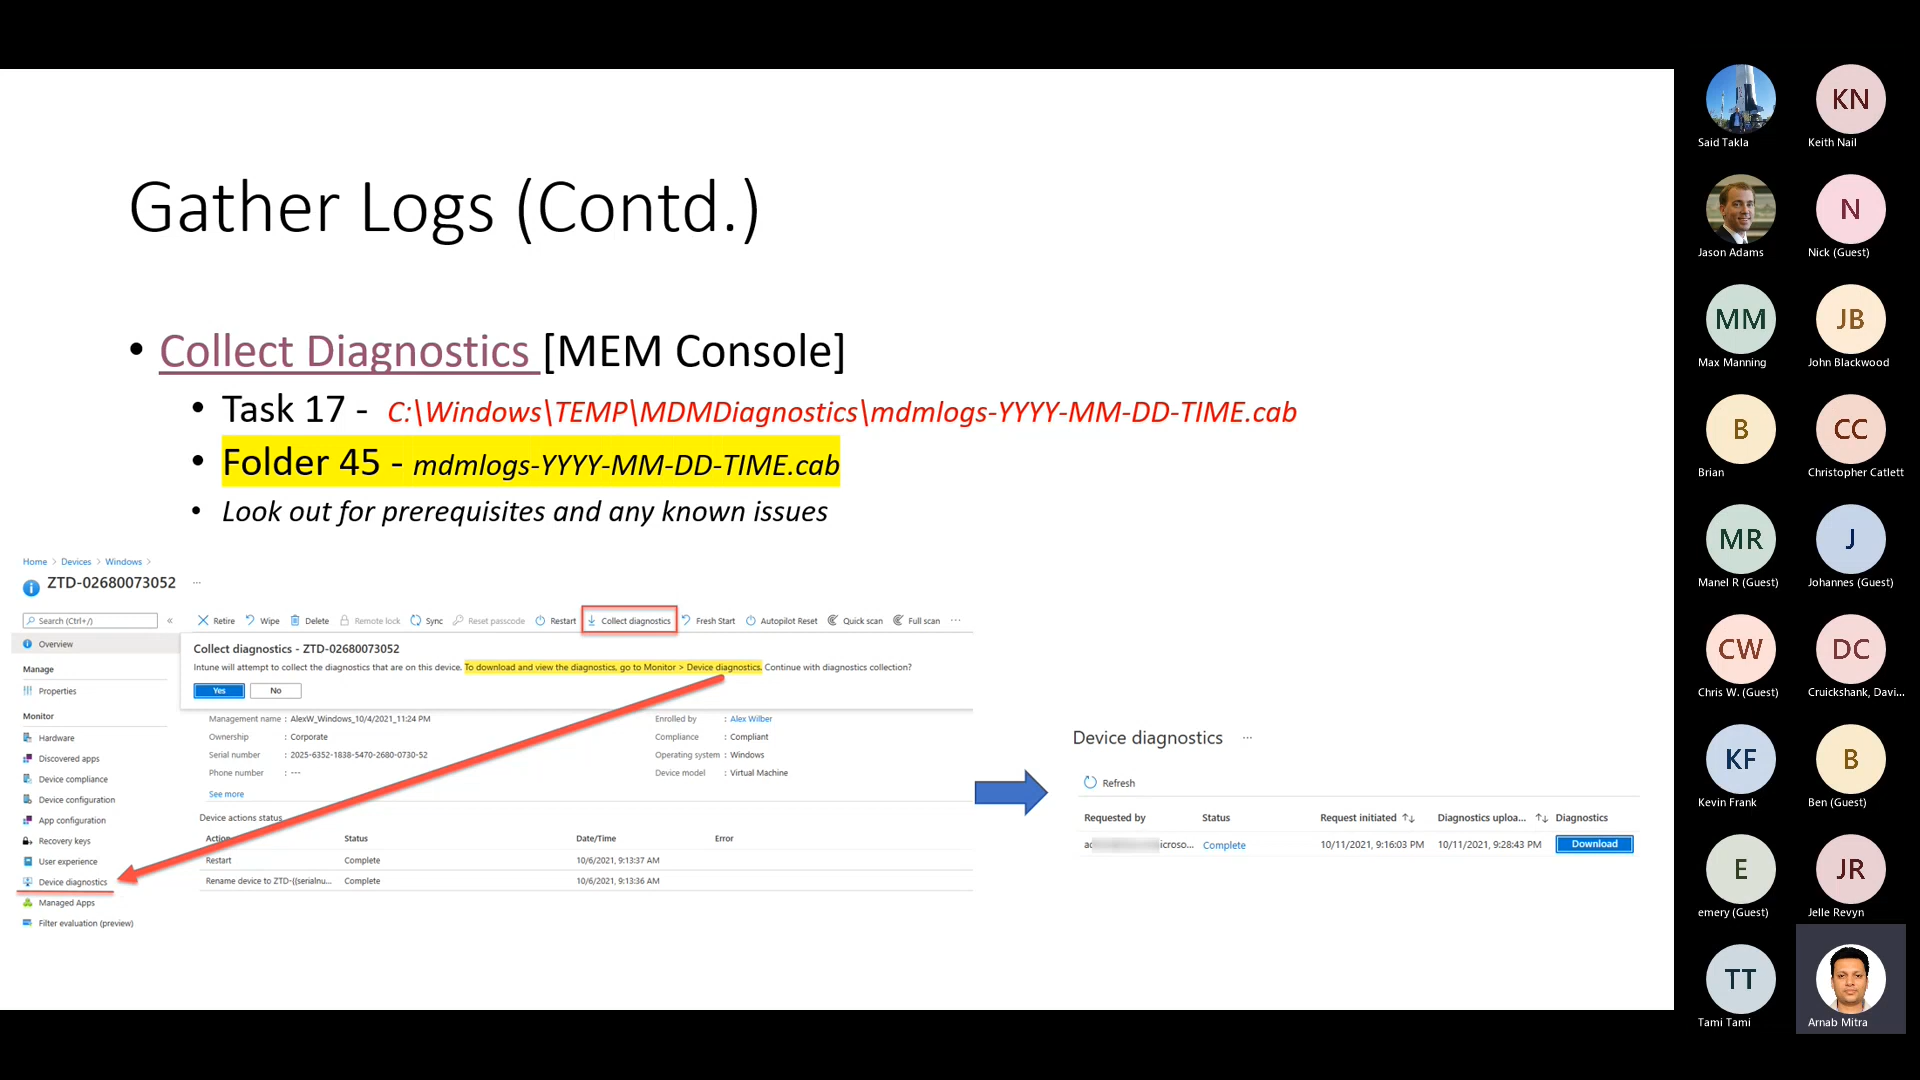 Gather Logs (Contd.)
• Collect Diagnostics [MEM Console]
• Task 17 - C:\Windows\TEMP\MDMDiagnostics\mdmlogs-YYYY-MM-DD-TIME.cab
• Folder 45 - mdmlogs-YYYY-MM-DD-TIME.cab
• Look out for prerequisites and any known issues
Home > Devices > Windows >
ZTD-02680073052 ...
Search (Ctrl+/) «
Overview
Manage
Properties
Monitor
Hardware
Discovered apps
Device compliance
Device configuration
App configuration
Recovery keys
User experience
Device diagnostics
Managed Apps
Filter evaluation (preview)
Retire Wipe Delete Remote lock Sync Reset passcode Restart Collect diagnostics Fresh Start Autopilot Reset Quick scan Full scan ...
Collect diagnostics - ZTD-02680073052
Intune will attempt to collect the diagnostics that are on this device. To download and view the diagnostics, go to Monitor > Device diagnostics. Continue with diagnostics collection?
Yes No
Management name : AlexW_Windows_10/4/2021_11:24 PM Enrolled by : Alex Wilber
Ownership : Corporate Compliance : Compliant
Serial number : 2025-6352-1838-5470-2680-0730-52 Operating system : Windows
Phone number : --- Device model : Virtual Machine
See more
Device actions status
Action Status Date/Time Error
Restart Complete 10/6/2021, 9:13:37 AM
Rename device to ZTD-{{serialnu... Complete 10/6/2021, 9:13:36 AM
Device diagnostics ...
Refresh
Requested by Status Request initiated ↑↓ Diagnostics uploa... ↑↓ Diagnostics
icroso... Complete 10/11/2021, 9:16:03 PM 10/11/2021, 9:28:43 PM Download
Said Takla
KN
Keith Nail
Jason Adams
N
Nick (Guest)
MM
Max Manning
JB
John Blackwood
B
Brian
CC
Christopher Catlett
MR
Manel R (Guest)
J
Johannes (Guest)
CW
Chris W. (Guest)
DC
Cruickshank, Davi...
KF
Kevin Frank
B
Ben (Guest)
E
emery (Guest)
JR
Jelle Revyn
TT
Tami Tami
Arnab Mitra